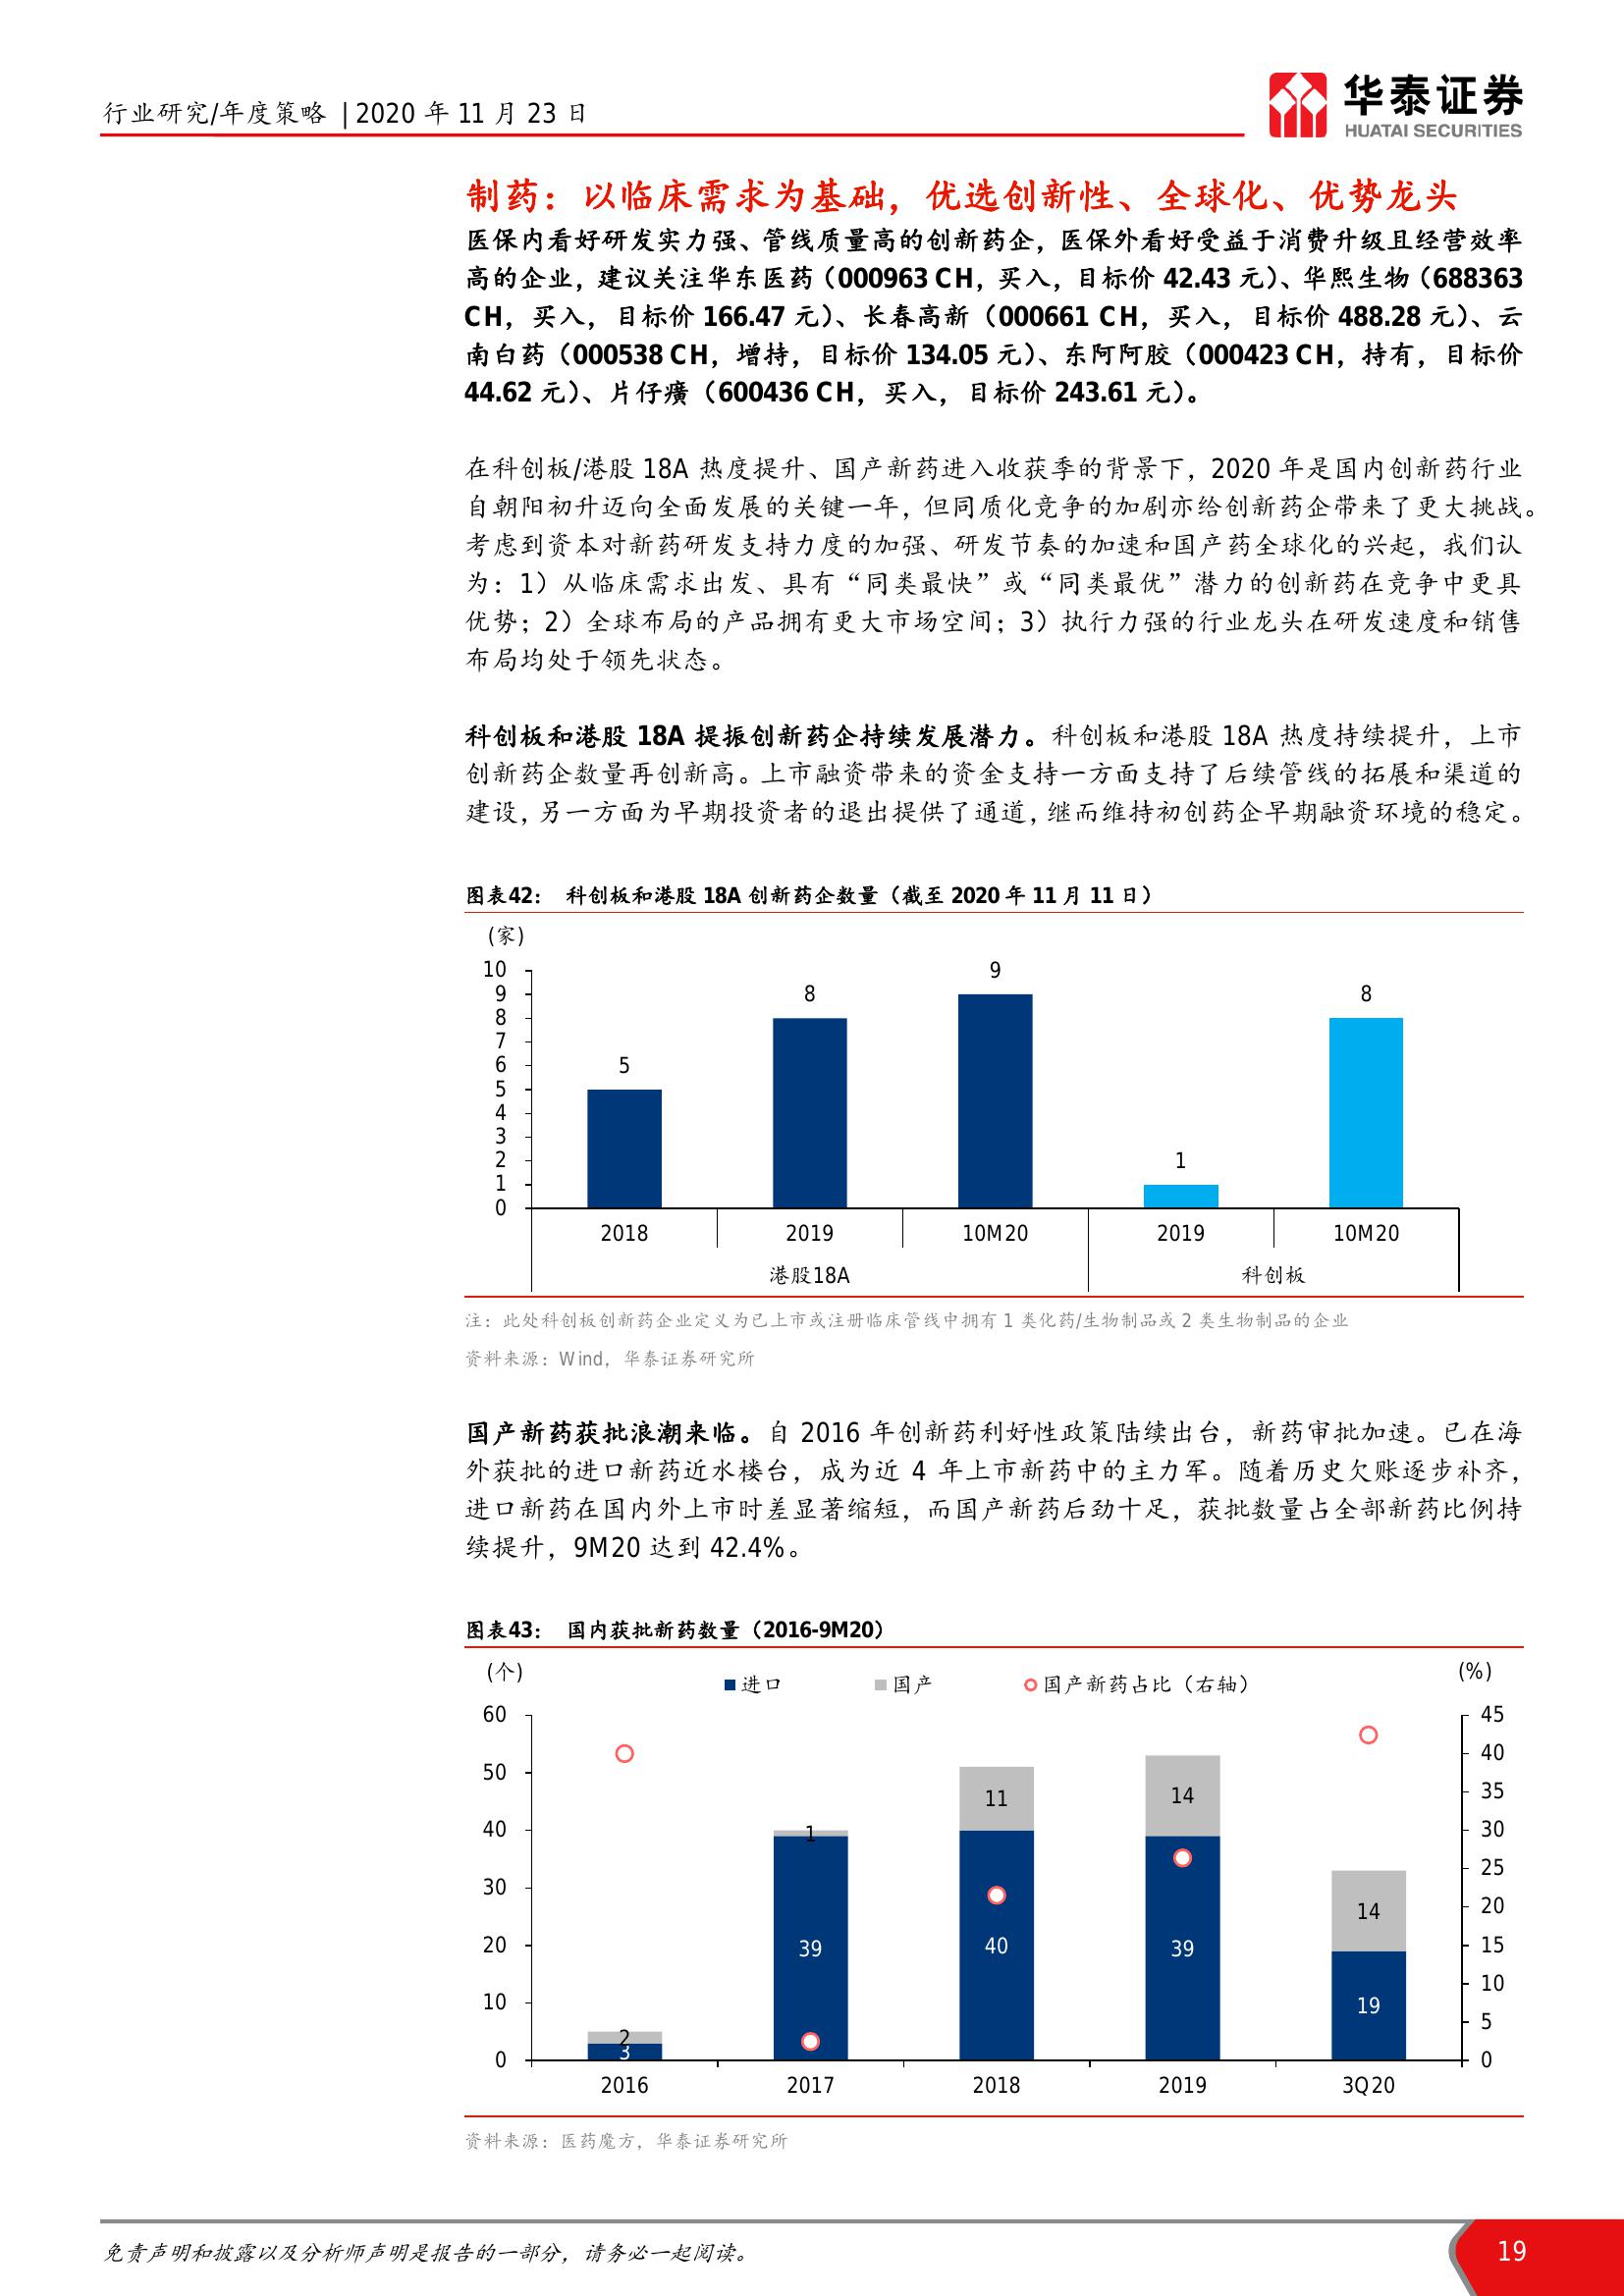 行业研究/年度策略 | 2020 年 11 月 23 日
华泰证券
HUATAI SECURITIES
制药：以临床需求为基础，优选创新性、全球化、优势龙头
医保内看好研发实力强、管线质量高的创新药企，医保外看好受益于消费升级且经营效率
高的企业，建议关注华东医药（000963 CH，买入，目标价 42.43 元）、华熙生物（688363
CH，买入，目标价 166.47 元）、长春高新（000661 CH，买入，目标价 488.28 元）、云
南白药（000538 CH，增持，目标价 134.05 元）、东阿阿胶（000423 CH，持有，目标价
44.62 元）、片仔癀（600436 CH，买入，目标价 243.61 元）。
在科创板/港股 18A 热度提升、国产新药进入收获季的背景下，2020 年是国内创新药行业
自朝阳初升迈向全面发展的关键一年，但同质化竞争的加剧亦给创新药企带来了更大挑战。
考虑到资本对新药研发支持力度的加强、研发节奏的加速和国产药全球化的兴起，我们认
为：1）从临床需求出发、具有“同类最快”或“同类最优”潜力的创新药在竞争中更具
优势；2）全球布局的产品拥有更大市场空间；3）执行力强的行业龙头在研发速度和销售
布局均处于领先状态。
科创板和港股 18A 提振创新药企持续发展潜力。科创板和港股 18A 热度持续提升，上市
创新药企数量再创新高。上市融资带来的资金支持一方面支持了后续管线的拓展和渠道的
建设，另一方面为早期投资者的退出提供了通道，继而维持初创药企早期融资环境的稳定。
图表42： 科创板和港股 18A 创新药企数量（截至 2020 年 11 月 11 日）
(家)
10
9
8
7
6
5
4
3
2
1
0
5
8
9
1
8
2018 2019 10M20 2019 10M20
港股18A 科创板
注：此处科创板创新药企业定义为已上市或注册临床管线中拥有 1 类化药/生物制品或 2 类生物制品的企业
资料来源：Wind，华泰证券研究所
国产新药获批浪潮来临。自 2016 年创新药利好性政策陆续出台，新药审批加速。已在海
外获批的进口新药近水楼台，成为近 4 年上市新药中的主力军。随着历史欠账逐步补齐，
进口新药在国内外上市时差显著缩短，而国产新药后劲十足，获批数量占全部新药比例持
续提升，9M20 达到 42.4%。
图表43： 国内获批新药数量（2016-9M20）
(个) (%)
进口 国产 国产新药占比（右轴）
60
50
40
30
20
10
0
45
40
35
30
25
20
15
10
5
0
2
3
1
39
11
40
14
39
14
19
2016 2017 2018 2019 3Q20
资料来源：医药魔方，华泰证券研究所
免责声明和披露以及分析师声明是报告的一部分，请务必一起阅读。
19